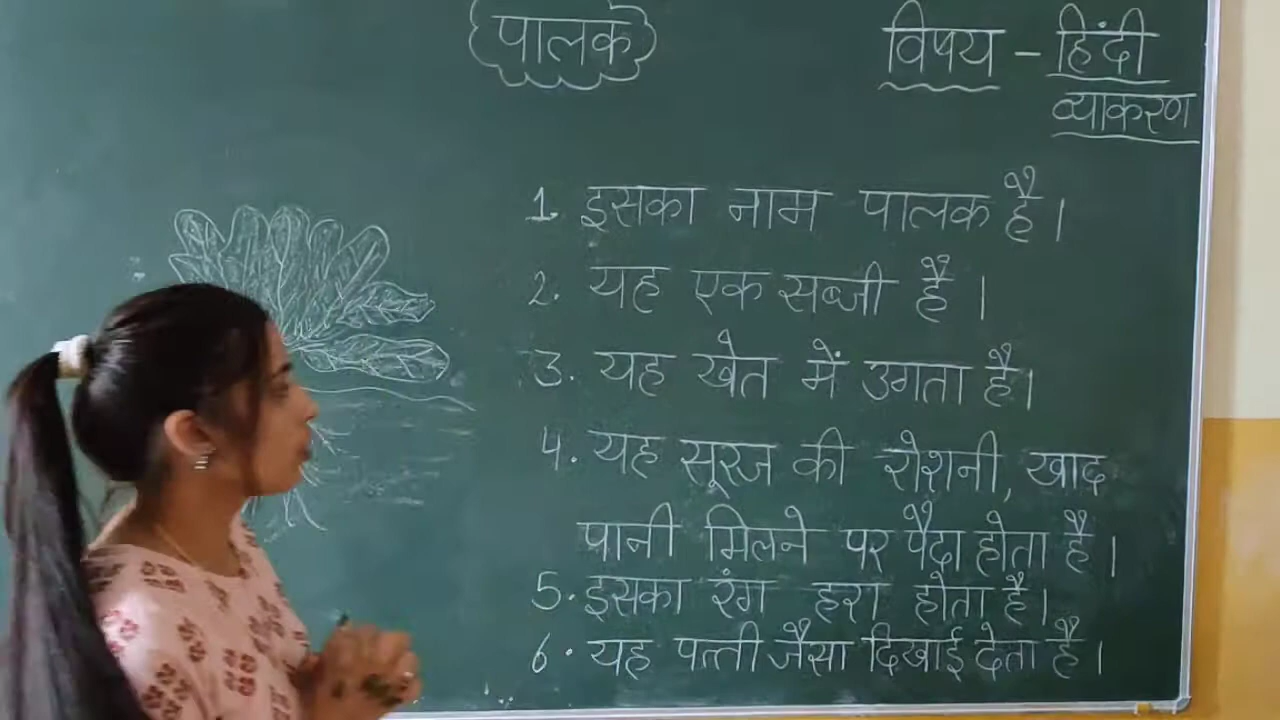 पालक
विषय - हिंदी
व्याकरण
1. इसका नाम पालक है।
2. यह एक सब्जी है।
3. यह खेत में उगता है।
4. यह सूरज की रोशनी, खाद
पानी मिलने पर पैदा होता है।
5. इसका रंग हरा होता है।
6. यह पत्ती जैसा दिखाई देता है।